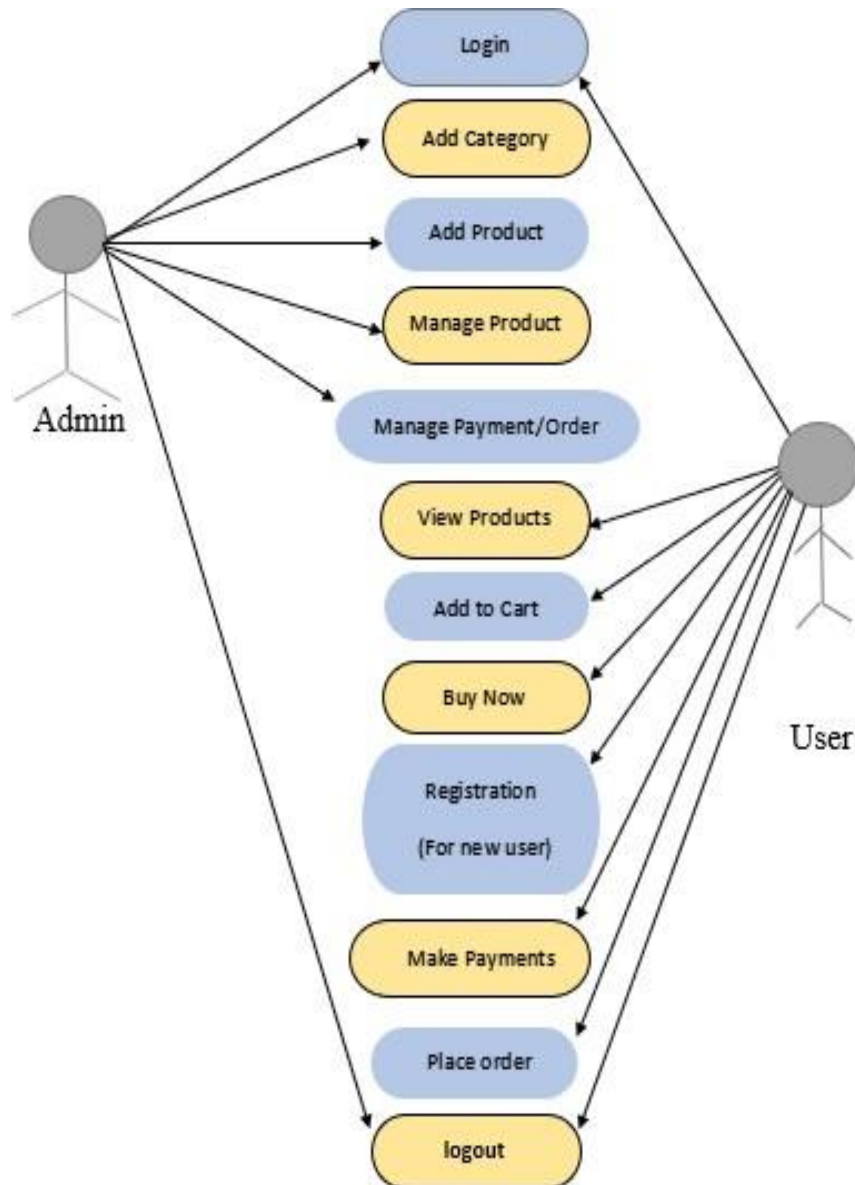 Login
Add Category
Add Product
Manage Product
Admin
Manage Payment/Order
View Products
Add to Cart
Buy Now
User
Registration
(For new user)
Make Payments
Place order
logout